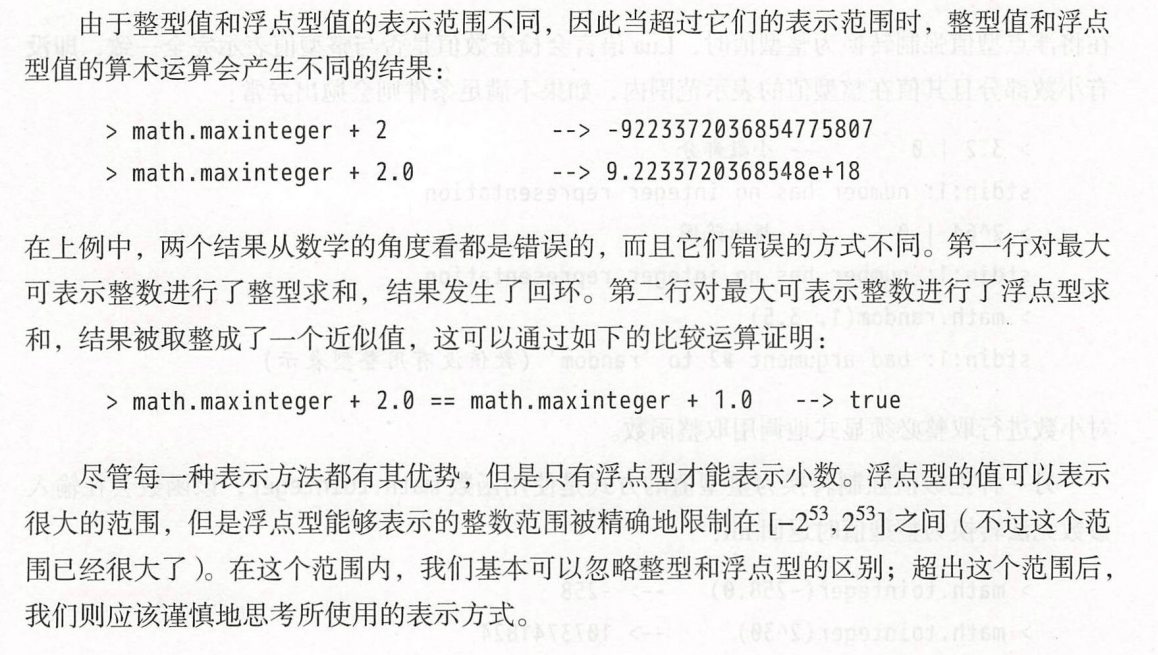 由于整型值和浮点型值的表示范围不同，因此当超过它们的表示范围时，整型值和浮点
型值的算术运算会产生不同的结果：
> math.maxinteger + 2 --> -9223372036854775807
> math.maxinteger + 2.0 --> 9.2233720368548e+18
在上例中，两个结果从数学的角度看都是错误的，而且它们错误的方式不同。第一行对最大
可表示整数进行了整型求和，结果发生了回环。第二行对最大可表示整数进行了浮点型求
和，结果被取整成了一个近似值，这可以通过如下的比较运算证明：
> math.maxinteger + 2.0 == math.maxinteger + 1.0 --> true
尽管每一种表示方法都有其优势，但是只有浮点型才能表示小数。浮点型的值可以表示
很大的范围，但是浮点型能够表示的整数范围被精确地限制在 [−2⁵³,2⁵³] 之间（不过这个范
围已经很大了）。在这个范围内，我们基本可以忽略整型和浮点型的区别；超出这个范围后，
我们则应该谨慎地思考所使用的表示方式。